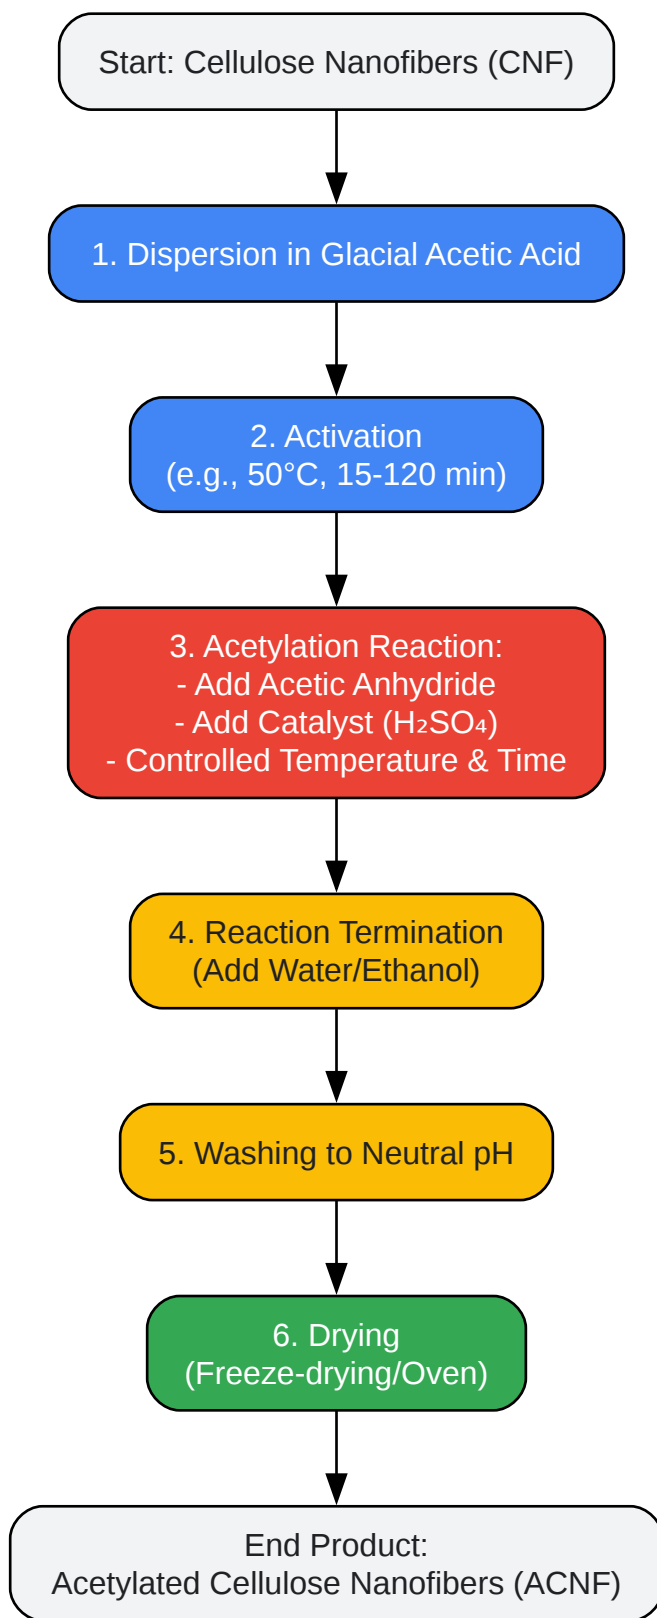 Start: Cellulose Nanofibers (CNF)
1. Dispersion in Glacial Acetic Acid
2. Activation
(e.g., 50°C, 15-120 min)
3. Acetylation Reaction:
- Add Acetic Anhydride
- Add Catalyst (H₂SO₄)
- Controlled Temperature & Time
4. Reaction Termination
(Add Water/Ethanol)
5. Washing to Neutral pH
6. Drying
(Freeze-drying/Oven)
End Product:
Acetylated Cellulose Nanofibers (ACNF)